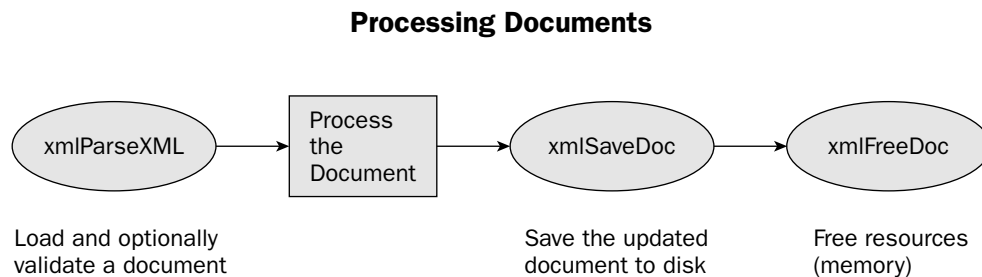 Processing Documents
xmlParseXML
Process
the
Document
xmlSaveDoc
xmlFreeDoc
Load and optionally
validate a document
Save the updated
document to disk
Free resources
(memory)